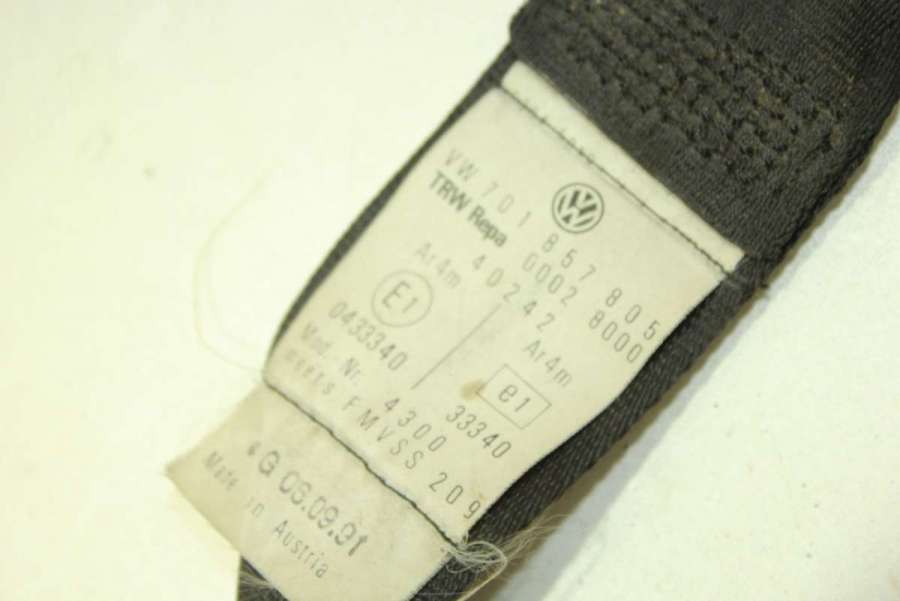 VW 701 857 805
TRW Repa 0002 8000
40242
Ar4m Ar4m
E1 e1
0433340 33340
Mod. Nr. 4300
meets FMVSS 209
G 06.09.91
Made in Austria